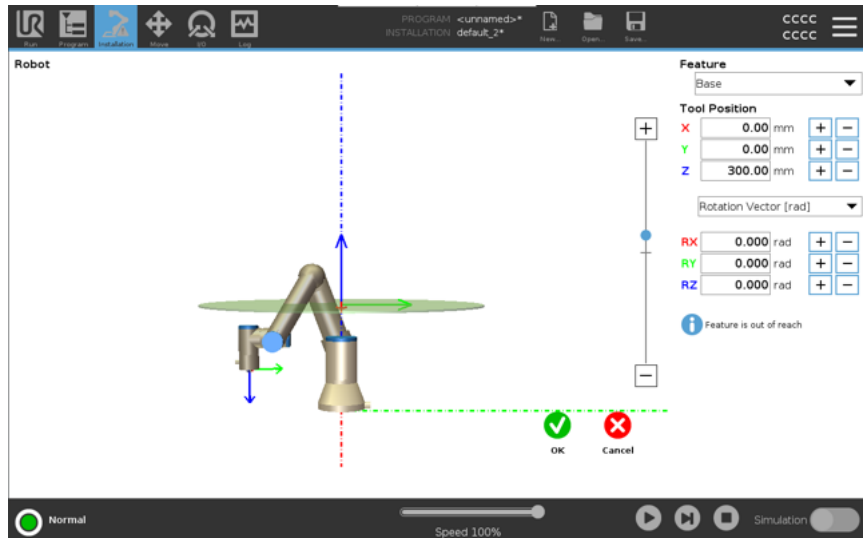 UR
PROGRAM <unnamed>*
INSTALLATION default_2*
Run
Program
Installation
Move
I/O
Log
New...
Open...
Save...
cccc
cccc
Robot
Feature
Base
Tool Position
X 0.00 mm + −
Y 0.00 mm + −
Z 300.00 mm + −
Rotation Vector [rad]
RX 0.000 rad + −
RY 0.000 rad + −
RZ 0.000 rad + −
i Feature is out of reach
+
−
OK
Cancel
Normal
Speed 100%
Simulation